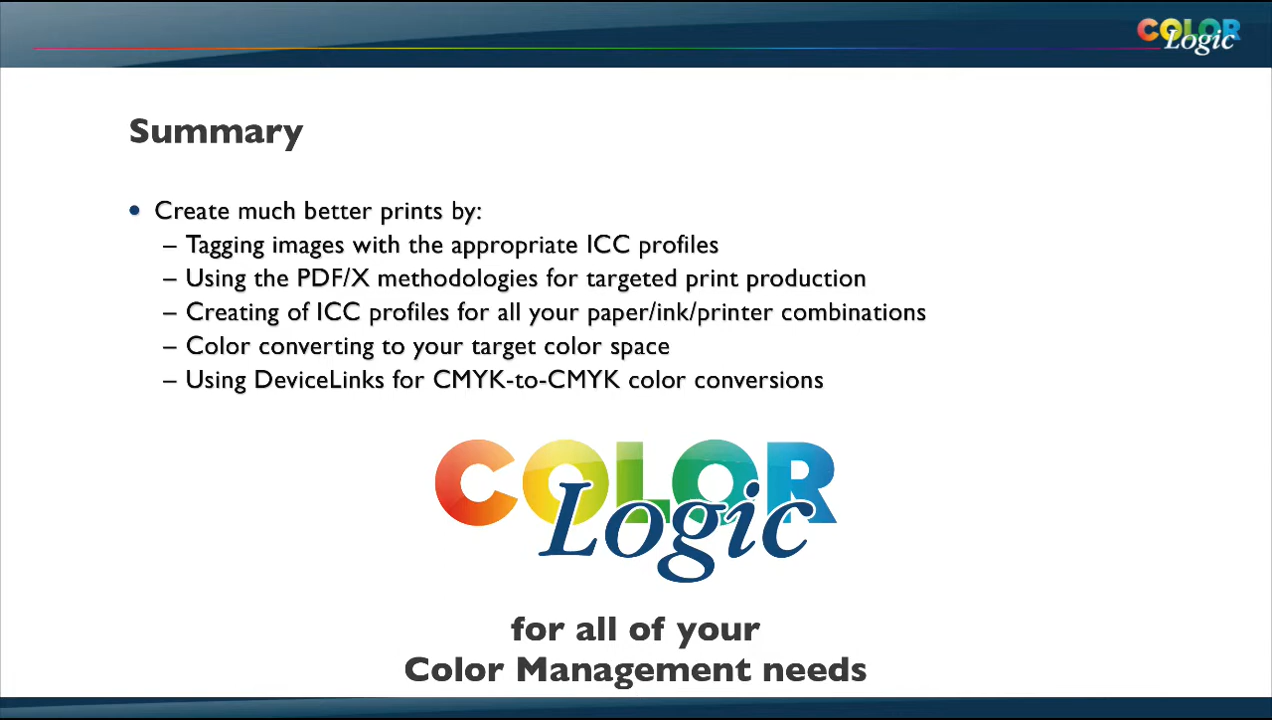 COLOR
Logic
Summary
• Create much better prints by:
– Tagging images with the appropriate ICC profiles
– Using the PDF/X methodologies for targeted print production
– Creating of ICC profiles for all your paper/ink/printer combinations
– Color converting to your target color space
– Using DeviceLinks for CMYK-to-CMYK color conversions
COLOR
Logic
for all of your
Color Management needs